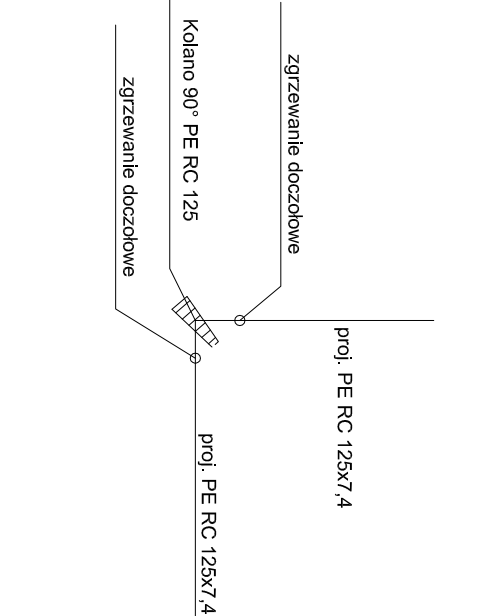 zgrzewanie doczołowe
Kolano 90° PE RC 125
zgrzewanie doczołowe
proj. PE RC 125x7,4
proj. PE RC 125x7,4